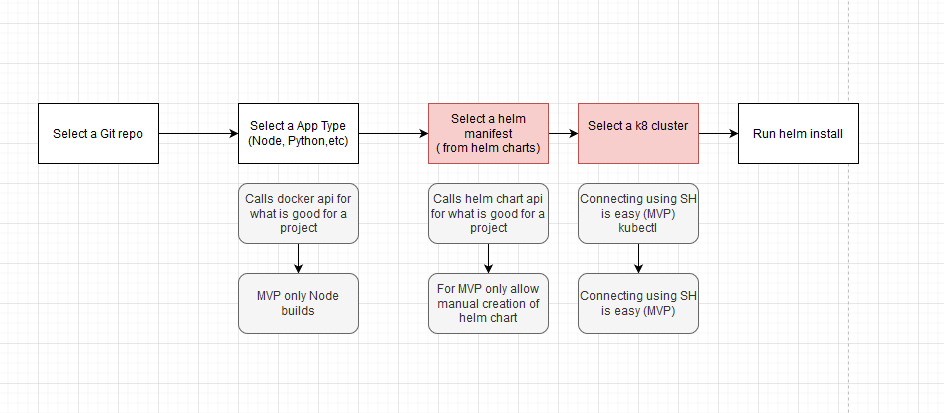 Select a Git repo
Select a App Type
(Node, Python,etc)
Select a helm
manifest
( from helm charts)
Select a k8 cluster
Run helm install
Calls docker api for
what is good for a
project
Calls helm chart api
for what is good for a
project
Connecting using SH
is easy (MVP)
kubectl
MVP only Node
builds
For MVP only allow
manual creation of
helm chart
Connecting using SH
is easy (MVP)